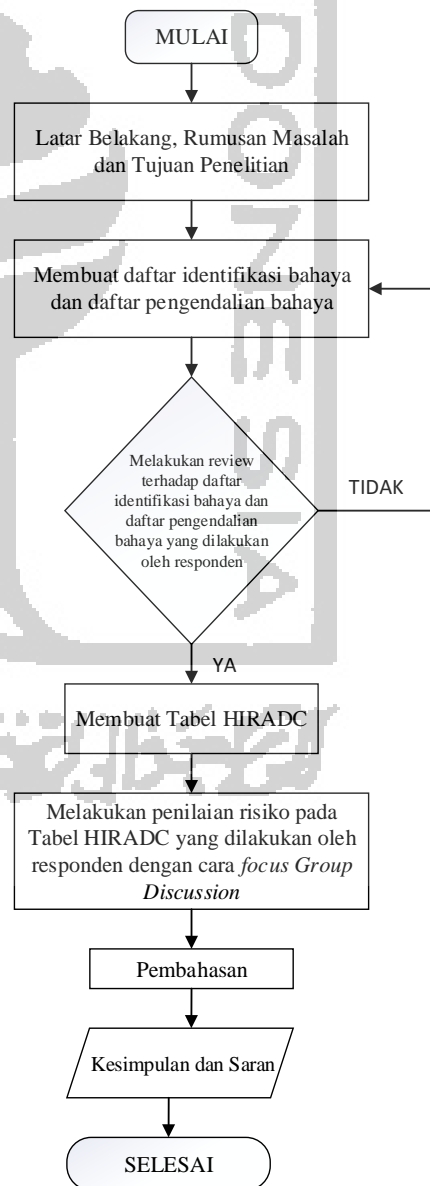 MULAI
Latar Belakang, Rumusan Masalah
dan Tujuan Penelitian
Membuat daftar identifikasi bahaya
dan daftar pengendalian bahaya
Melakukan review
terhadap daftar
identifikasi bahaya dan
daftar pengendalian
bahaya yang dilakukan
oleh responden
TIDAK
YA
Membuat Tabel HIRADC
Melakukan penilaian risiko pada
Tabel HIRADC yang dilakukan oleh
responden dengan cara focus Group
Discussion
Pembahasan
Kesimpulan dan Saran
SELESAI
DONESIA